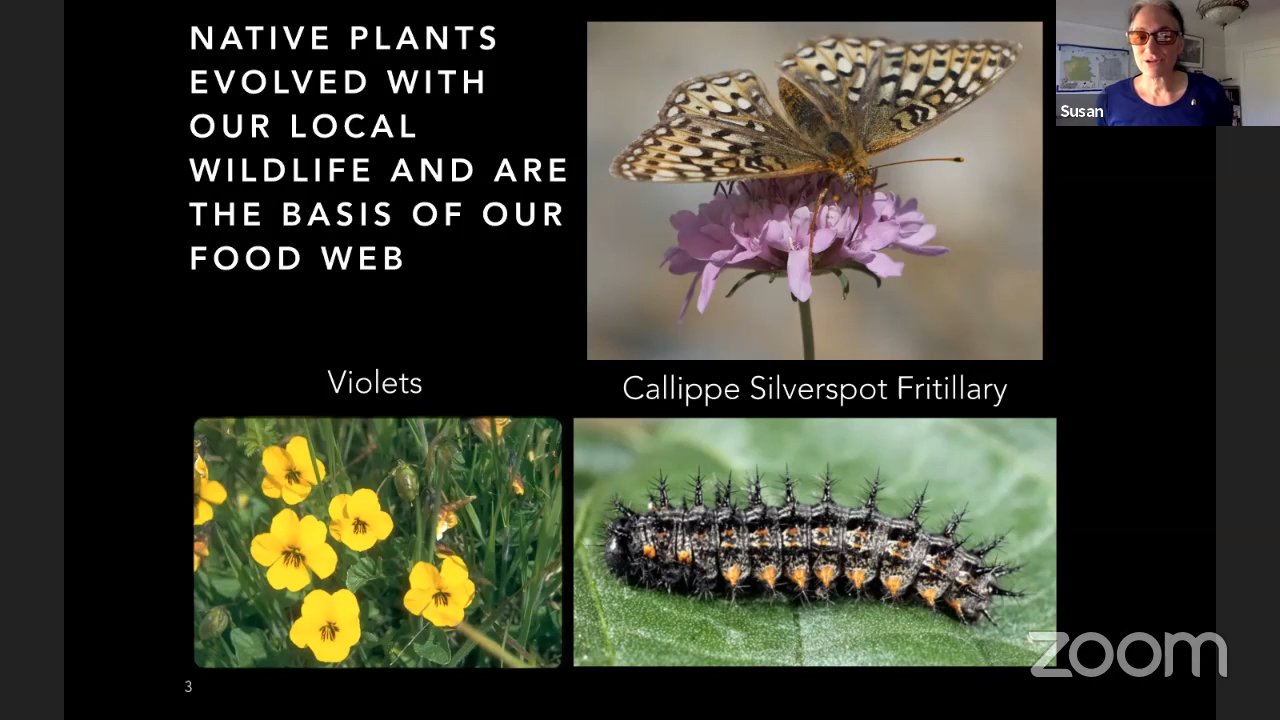 NATIVE PLANTS
EVOLVED WITH
OUR LOCAL
WILDLIFE AND ARE
THE BASIS OF OUR
FOOD WEB
Susan
Violets
Callippe Silverspot Fritillary
3
zoom